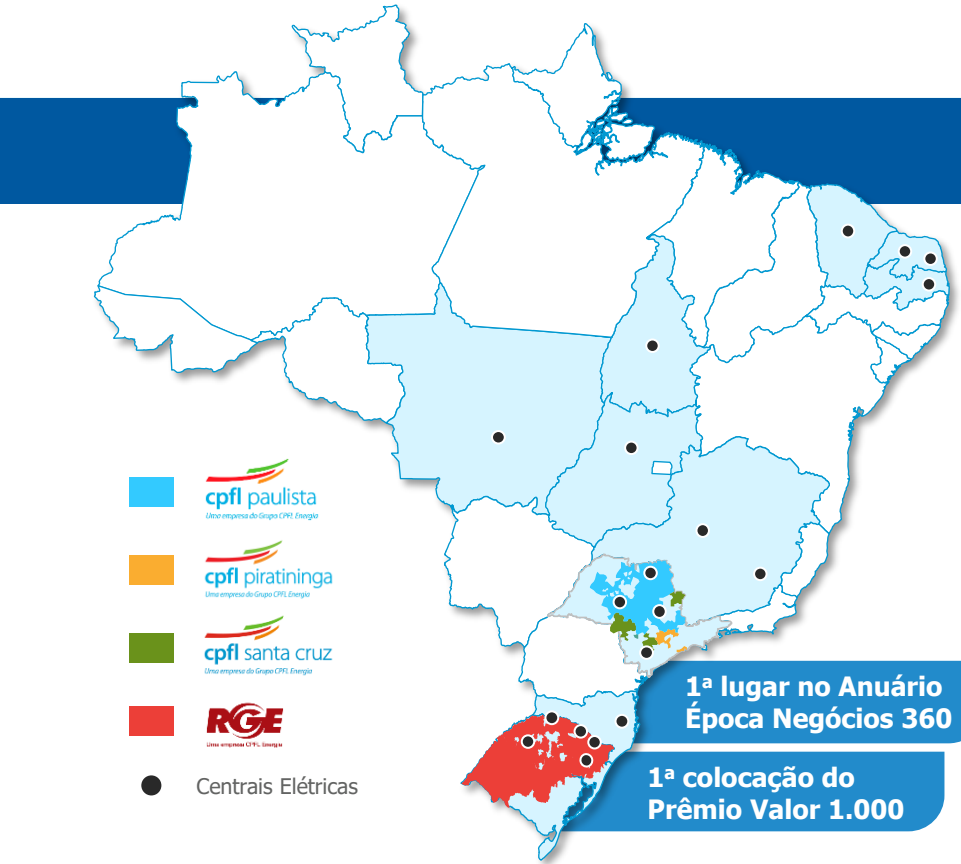 cpfl paulista
Uma empresa do Grupo CPFL Energia
cpfl piratininga
Uma empresa do Grupo CPFL Energia
cpfl santa cruz
Uma empresa do Grupo CPFL Energia
RGE
Uma empresa CPFL Energia
Centrais Elétricas
1ª lugar no Anuário
Época Negócios 360
1ª colocação do
Prêmio Valor 1.000